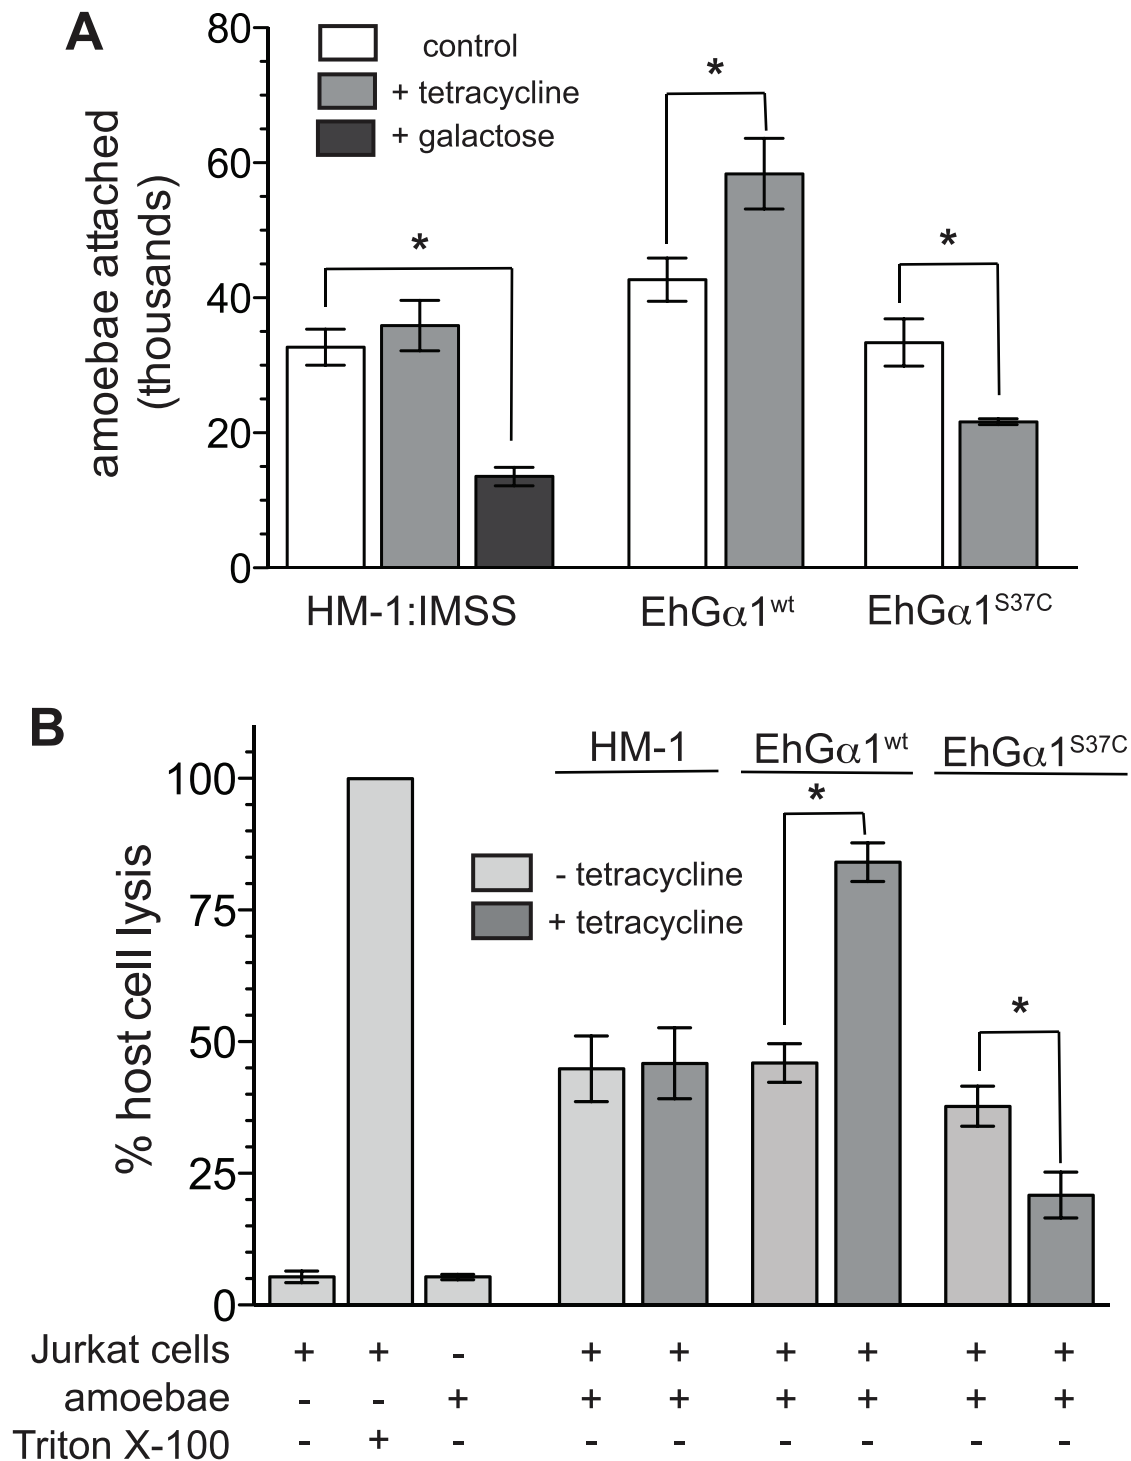 A
80
60
40
20
0
amoebae attached
(thousands)
control
+ tetracycline
+ galactose
*
*
*
HM-1:IMSS EhGα1wt EhGα1S37C
B
HM-1 EhGα1wt EhGα1S37C
100
75
50
25
0
% host cell lysis
- tetracycline
+ tetracycline
*
*
Jurkat cells + + - + + + + + +
amoebae - - + + + + + + +
Triton X-100 - + - - - - - - -